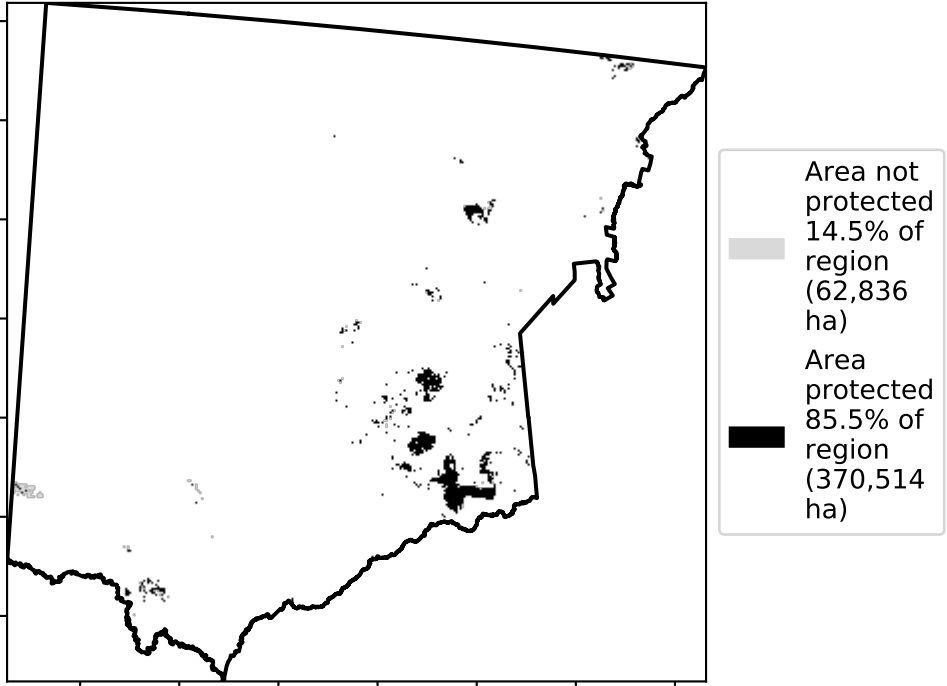 Area not
protected
14.5% of
region
(62,836
ha)
Area
protected
85.5% of
region
(370,514
ha)